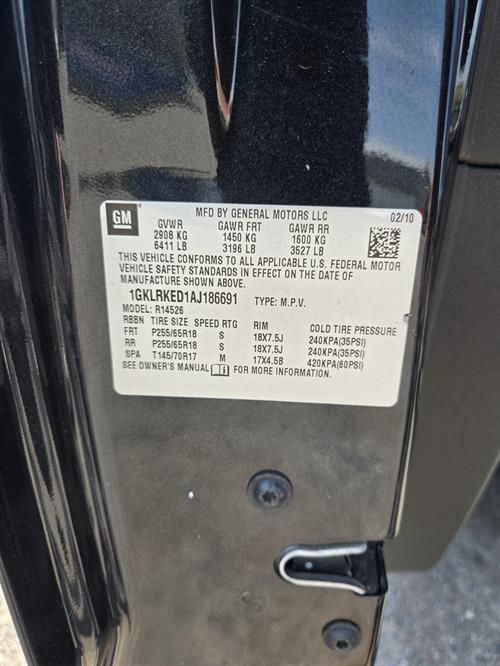 GM
MFD BY GENERAL MOTORS LLC 02/10
GVWR GAWR FRT GAWR RR
2908 KG 1450 KG 1600 KG
6411 LB 3196 LB 3527 LB
THIS VEHICLE CONFORMS TO ALL APPLICABLE U.S. FEDERAL MOTOR
VEHICLE SAFETY STANDARDS IN EFFECT ON THE DATE OF
MANUFACTURE SHOWN ABOVE.
1GKLRKED1AJ186691 TYPE: M.P.V.
MODEL: R14526
RBBN TIRE SIZE SPEED RTG RIM COLD TIRE PRESSURE
FRT P255/65R18 S 18X7.5J 240KPA(35PSI)
RR P255/65R18 S 18X7.5J 240KPA(35PSI)
SPA T145/70R17 M 17X4.5B 420KPA(60PSI)
SEE OWNER'S MANUAL FOR MORE INFORMATION.